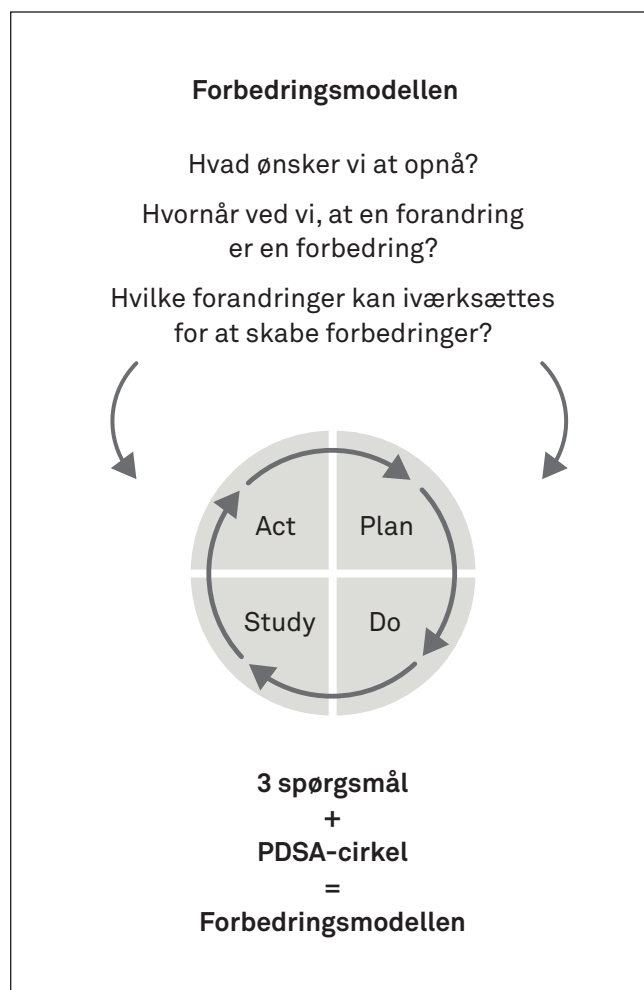 Forbedringsmodellen
Hvad ønsker vi at opnå?
Hvornår ved vi, at en forandring
er en forbedring?
Hvilke forandringer kan iværksættes
for at skabe forbedringer?
Act
Plan
Study
Do
3 spørgsmål
+
PDSA-cirkel
=
Forbedringsmodellen